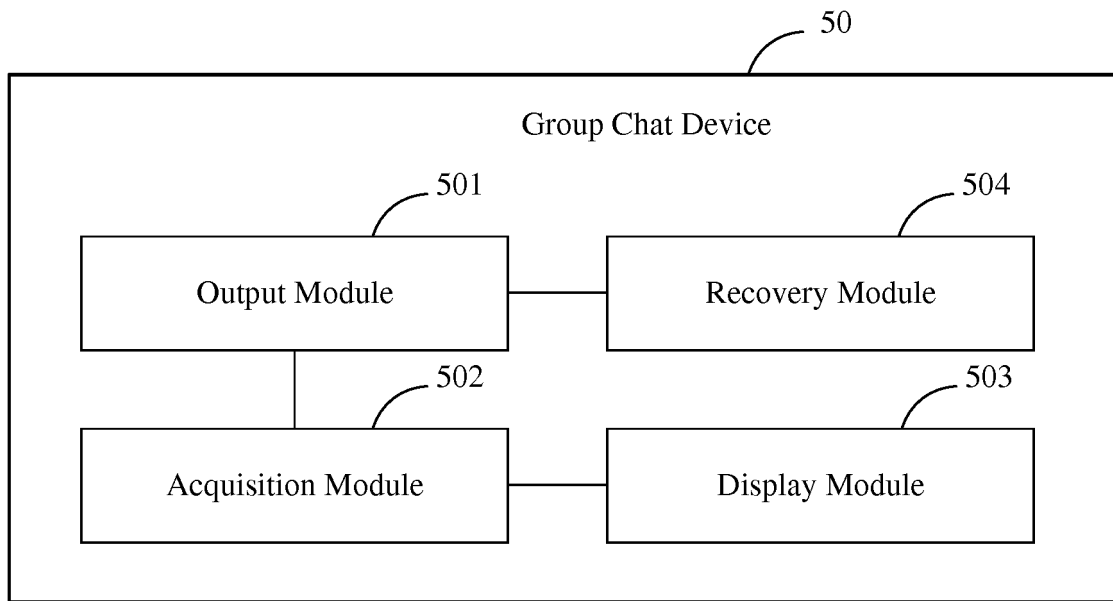 50
Group Chat Device
501
504
Output Module
Recovery Module
502
503
Acquisition Module
Display Module